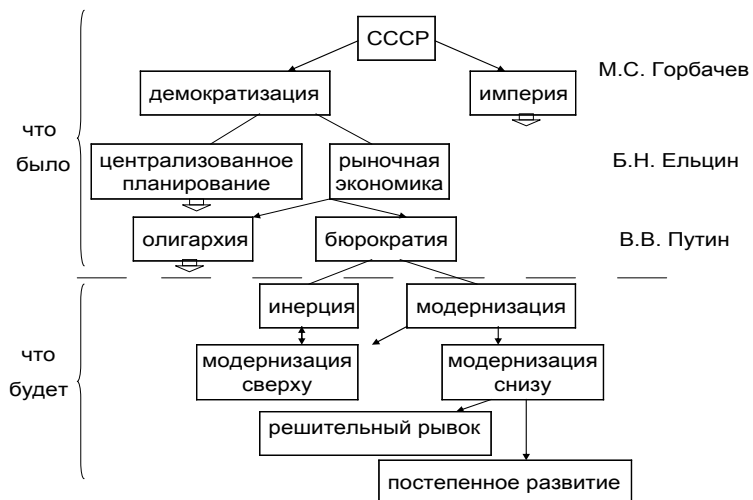 СССР
М.С. Горбачев
демократизация
империя
что
было
централизованное
планирование
рыночная
экономика
Б.Н. Ельцин
олигархия
бюрократия
В.В. Путин
инерция
модернизация
что
будет
модернизация
сверху
модернизация
снизу
решительный рывок
постепенное развитие